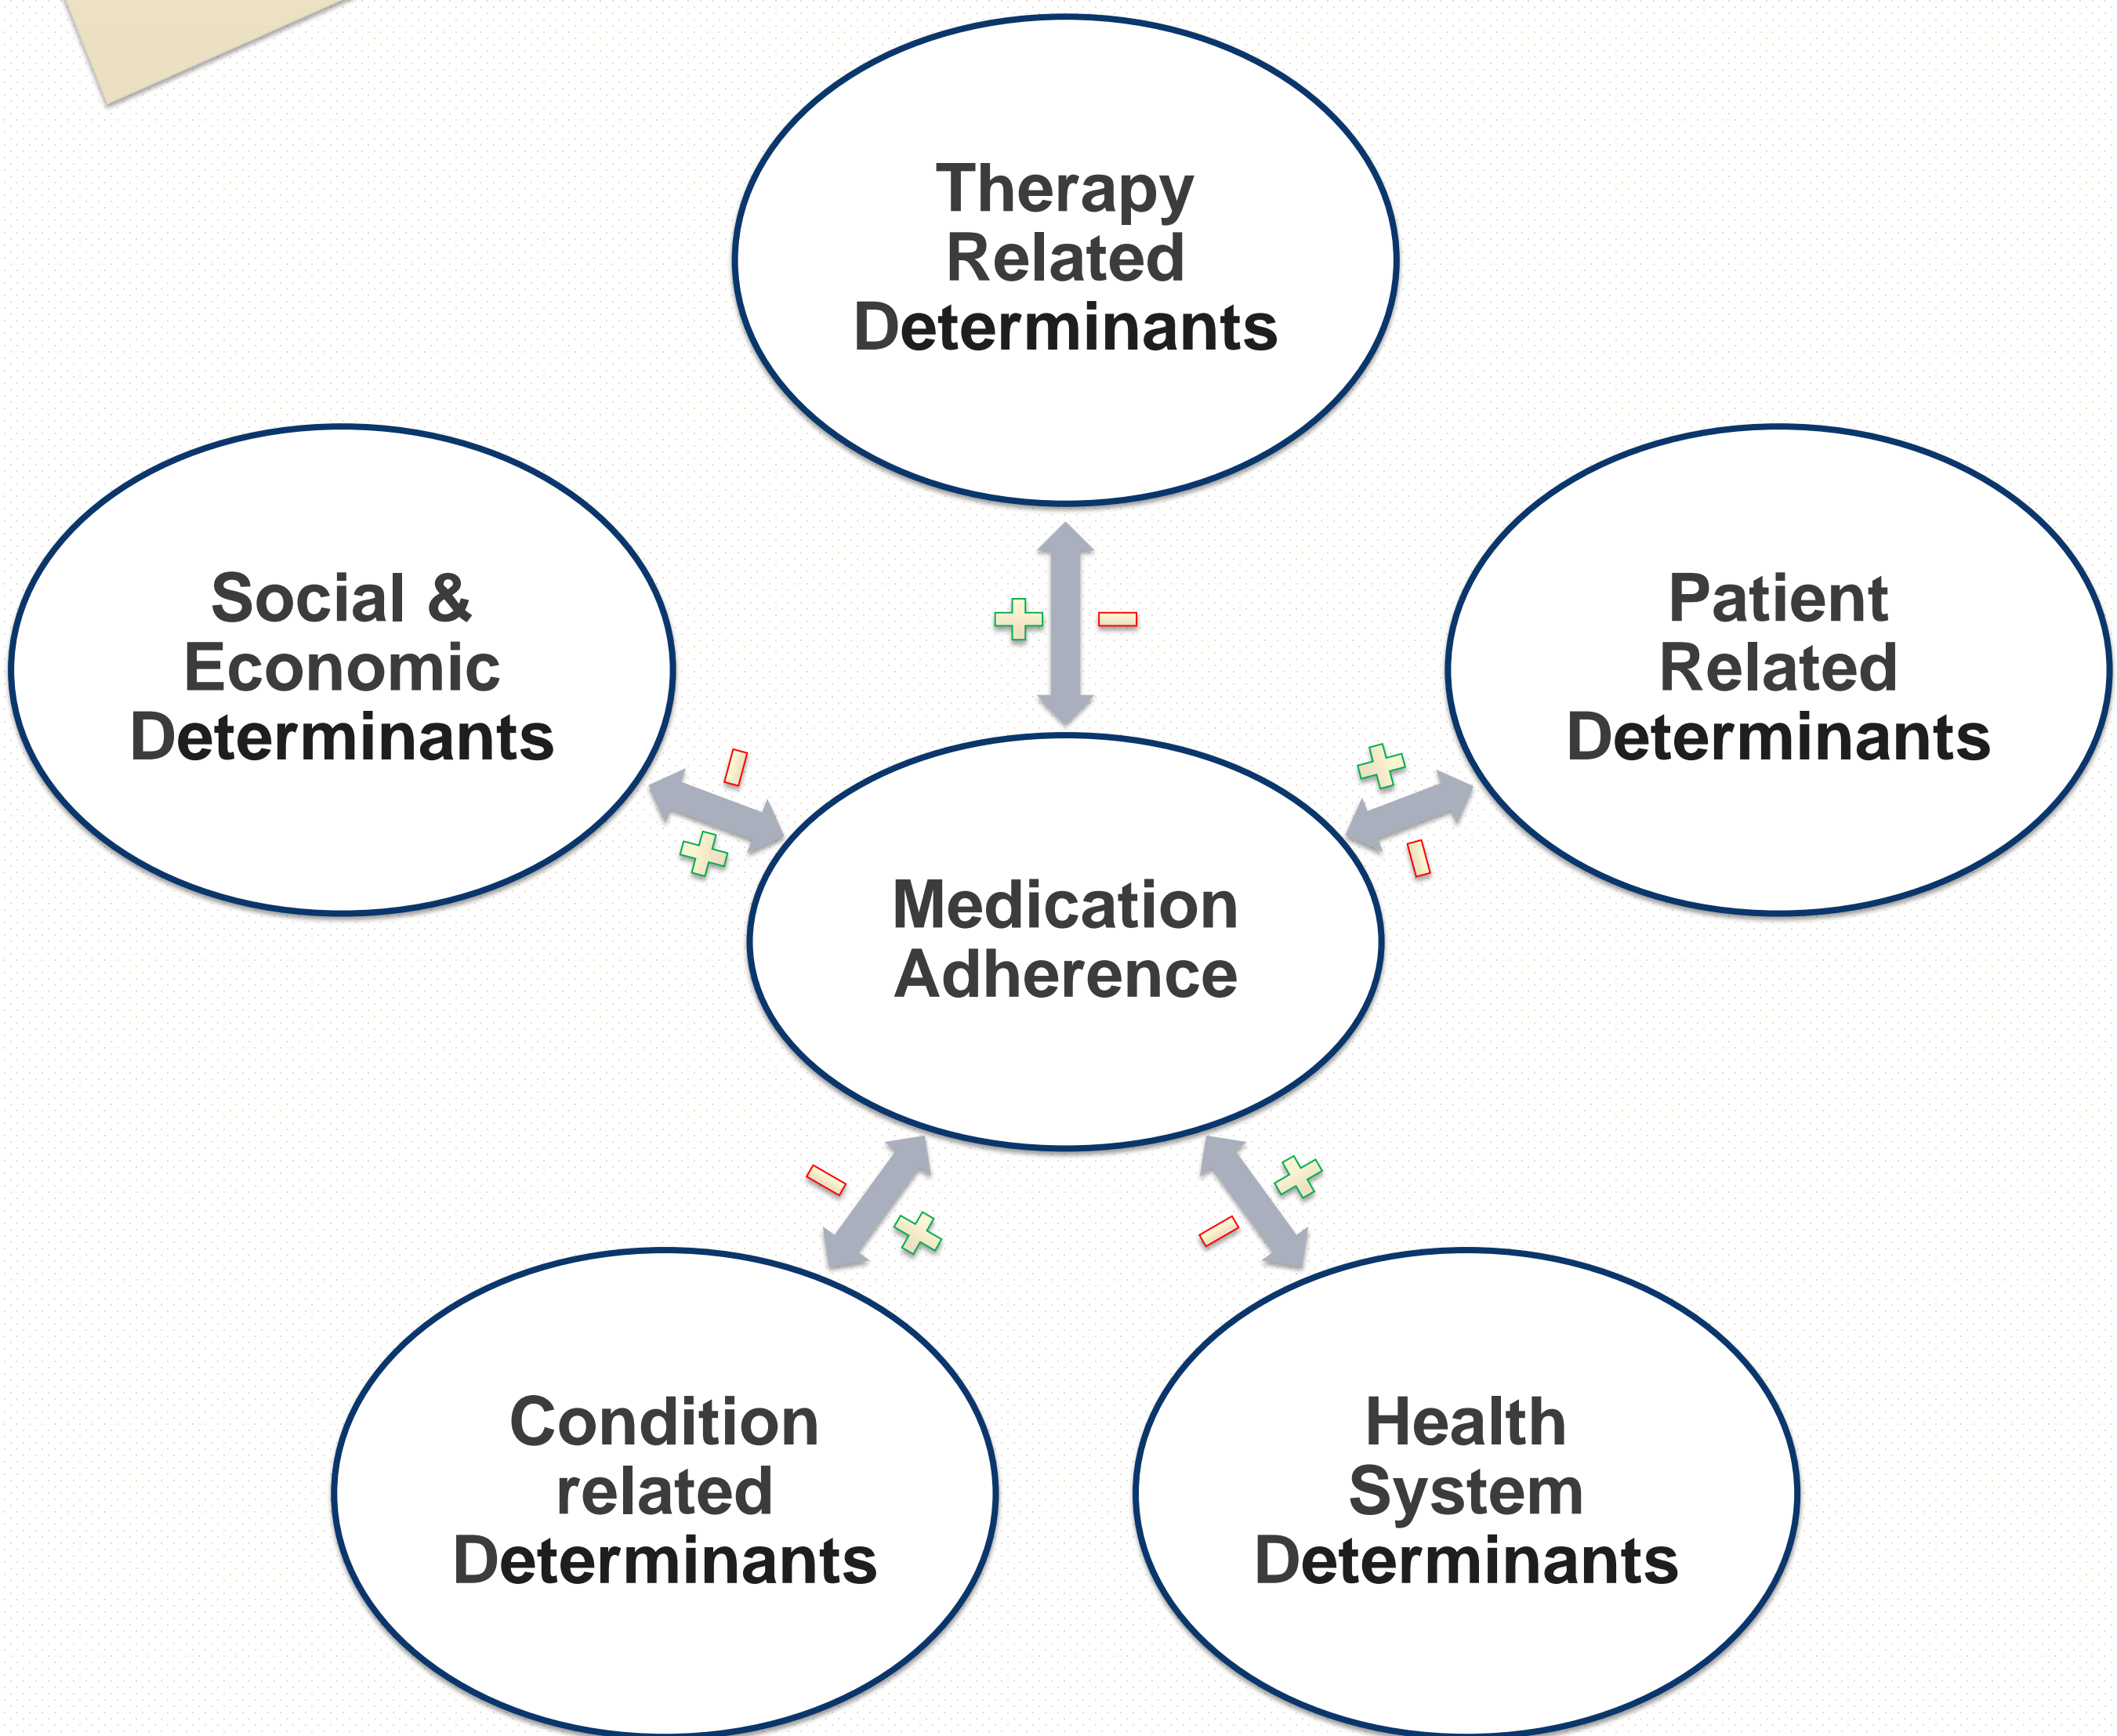 Therapy
Related
Determinants
Social &
Economic
Determinants
Patient
Related
Determinants
Medication
Adherence
Condition
related
Determinants
Health
System
Determinants